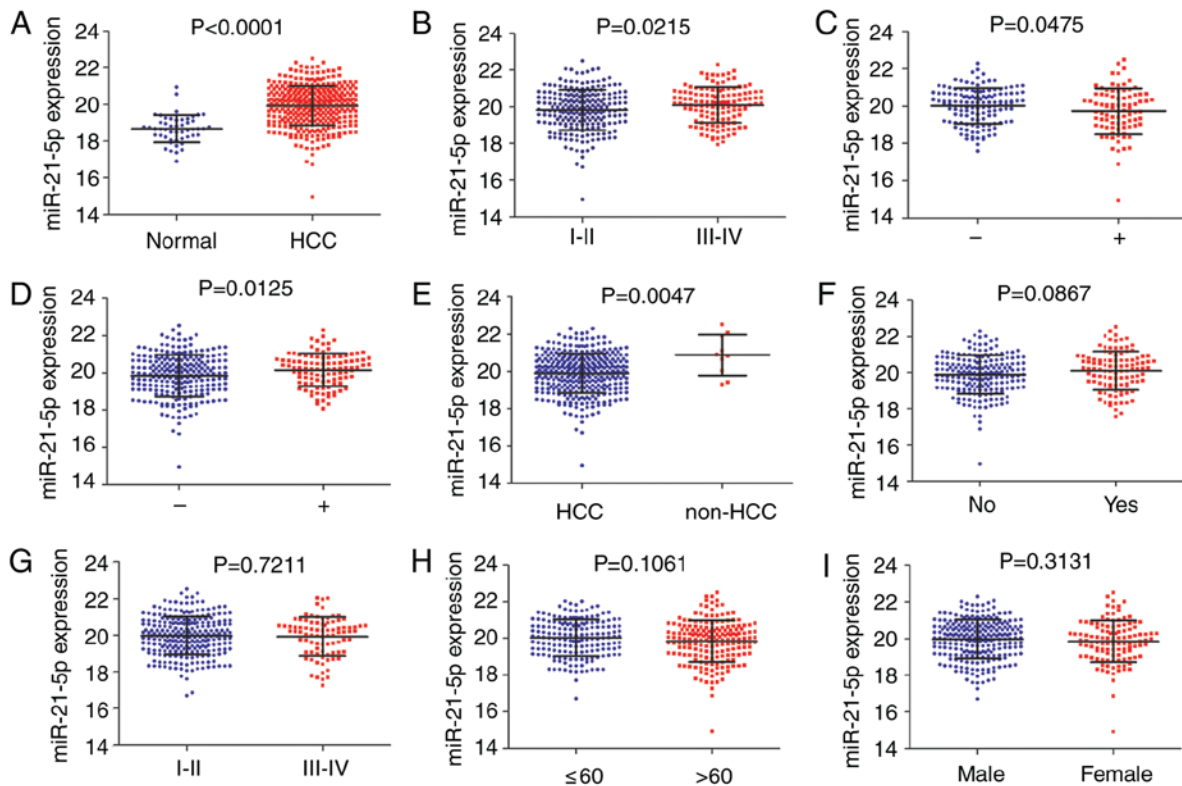 A
P<0.0001
miR-21-5p expression
24
22
20
18
16
14
Normal HCC
B
P=0.0215
miR-21-5p expression
24
22
20
18
16
14
I-II III-IV
C
P=0.0475
miR-21-5p expression
24
22
20
18
16
14
– +
D
P=0.0125
miR-21-5p expression
24
22
20
18
16
14
– +
E
P=0.0047
miR-21-5p expression
24
22
20
18
16
14
HCC non-HCC
F
P=0.0867
miR-21-5p expression
24
22
20
18
16
14
No Yes
G
P=0.7211
miR-21-5p expression
24
22
20
18
16
14
I-II III-IV
H
P=0.1061
miR-21-5p expression
24
22
20
18
16
14
≤60 >60
I
P=0.3131
miR-21-5p expression
24
22
20
18
16
14
Male Female